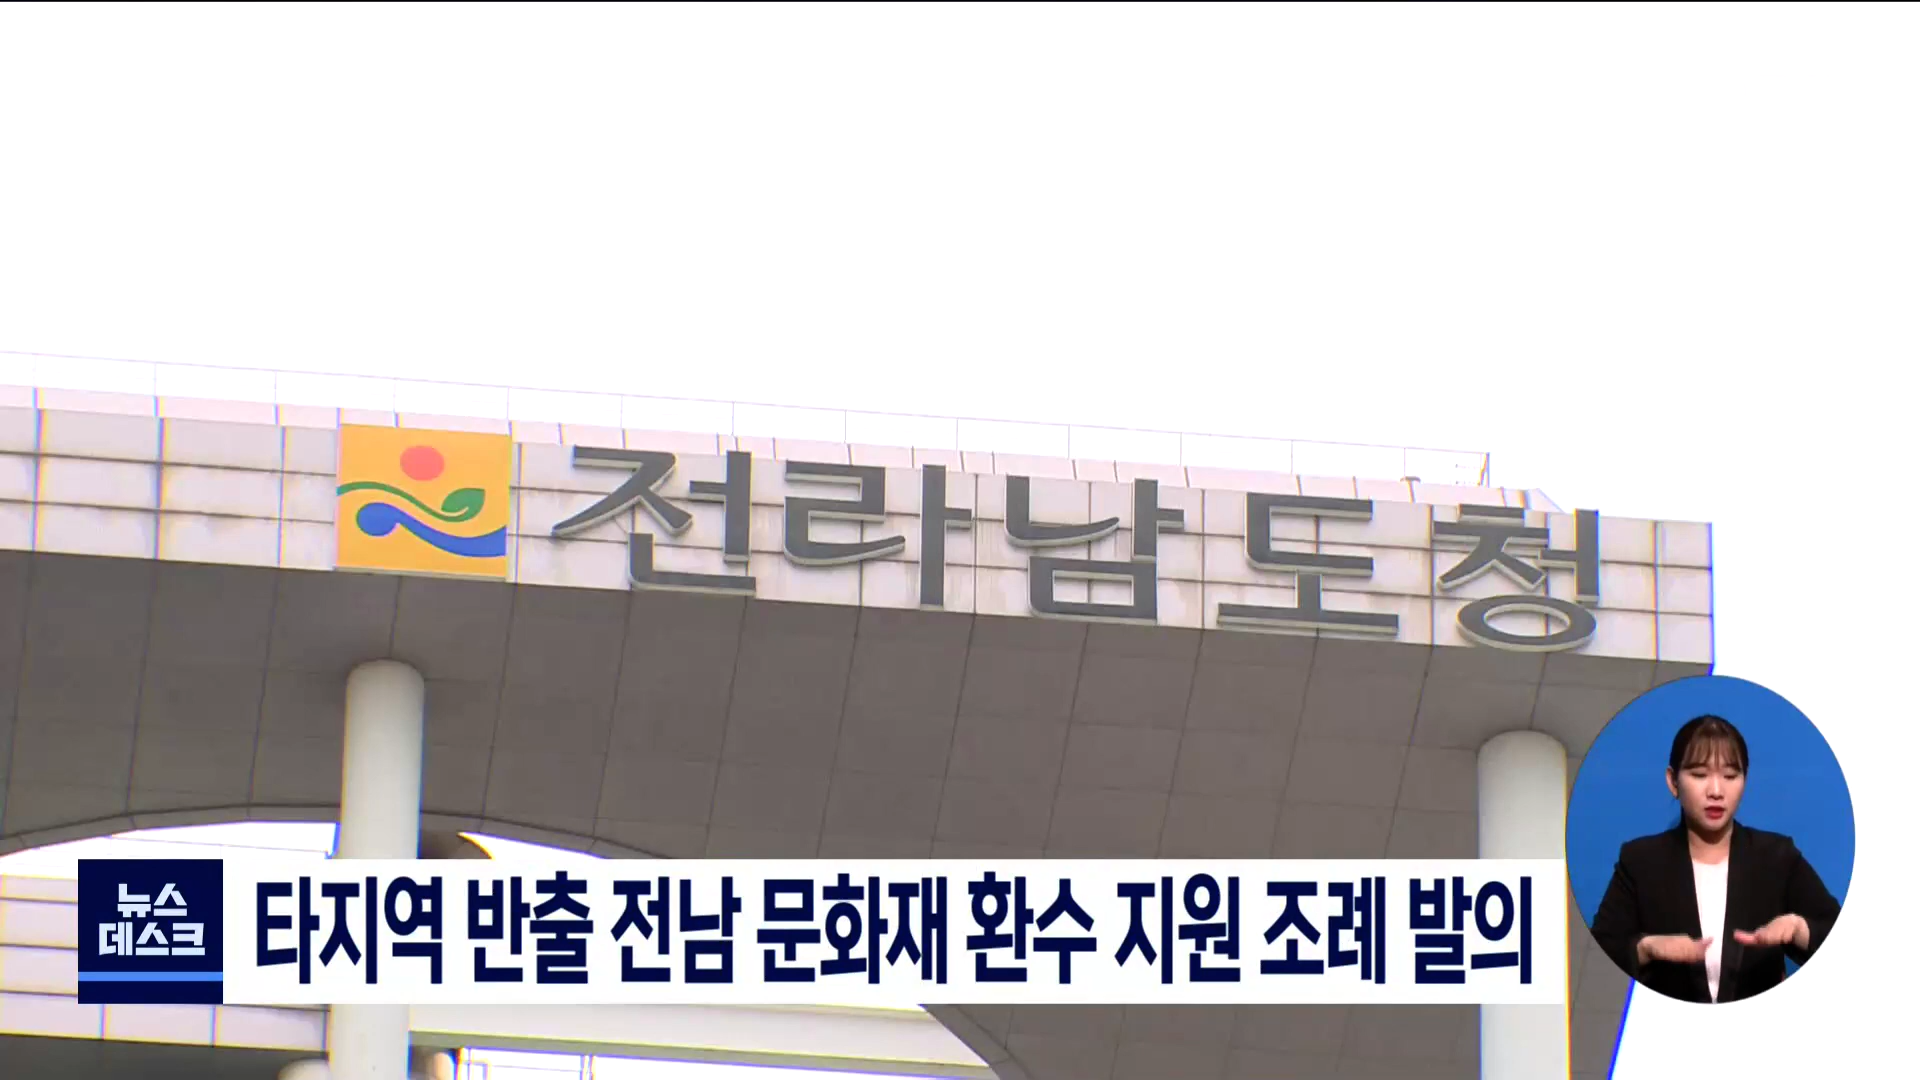 전라남도청
뉴스
데스크
타지역 반출 전남 문화재 환수 지원 조례 발의